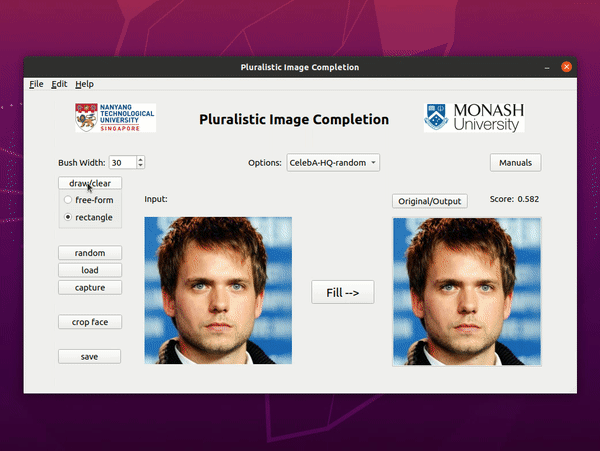 Pluralistic Image Completion
File Edit Help
NANYANG
TECHNOLOGICAL
UNIVERSITY
SINGAPORE
Pluralistic Image Completion
MONASH
University
Bush Width: 30
Options: CelebA-HQ-random
Manuals
draw/clear
free-form
rectangle
Input:
Original/Output
Score: 0.582
random
load
capture
Fill -->
crop face
save